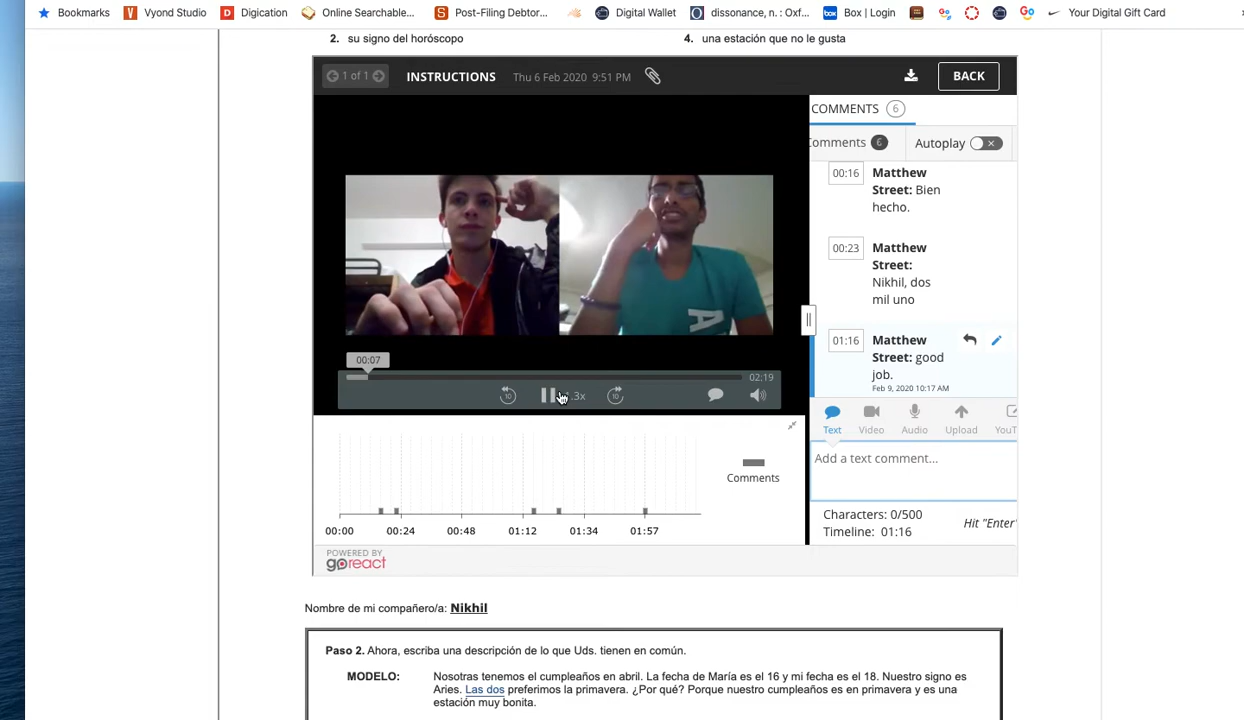 Bookmarks Vyond Studio Digication Online Searchable... Post-Filing Debtor... Digital Wallet dissonance, n. : Oxf... Box | Login Your Digital Gift Card
2. su signo del horóscopo 4. una estación que no le gusta
1 of 1 INSTRUCTIONS Thu 6 Feb 2020 9:51 PM BACK
COMMENTS 6
Comments 6 Autoplay
00:16 Matthew
Street: Bien
hecho.
00:23 Matthew
Street:
Nikhil, dos
mil uno
01:16 Matthew
Street: good
job.
Feb 9, 2020 10:17 AM
00:07
02:19
10 .3x 10
Text Video Audio Upload YouT
Add a text comment...
Comments
Characters: 0/500
Timeline: 01:16
Hit "Enter"
00:00 00:24 00:48 01:12 01:34 01:57
POWERED BY
goreact
Nombre de mi compañero/a: Nikhil
Paso 2. Ahora, escriba una descripción de lo que Uds. tienen en común.
MODELO: Nosotras tenemos el cumpleaños en abril. La fecha de María es el 16 y mi fecha es el 18. Nuestro signo es
Aries. Las dos preferimos la primavera. ¿Por qué? Porque nuestro cumpleaños es en primavera y es una
estación muy bonita.